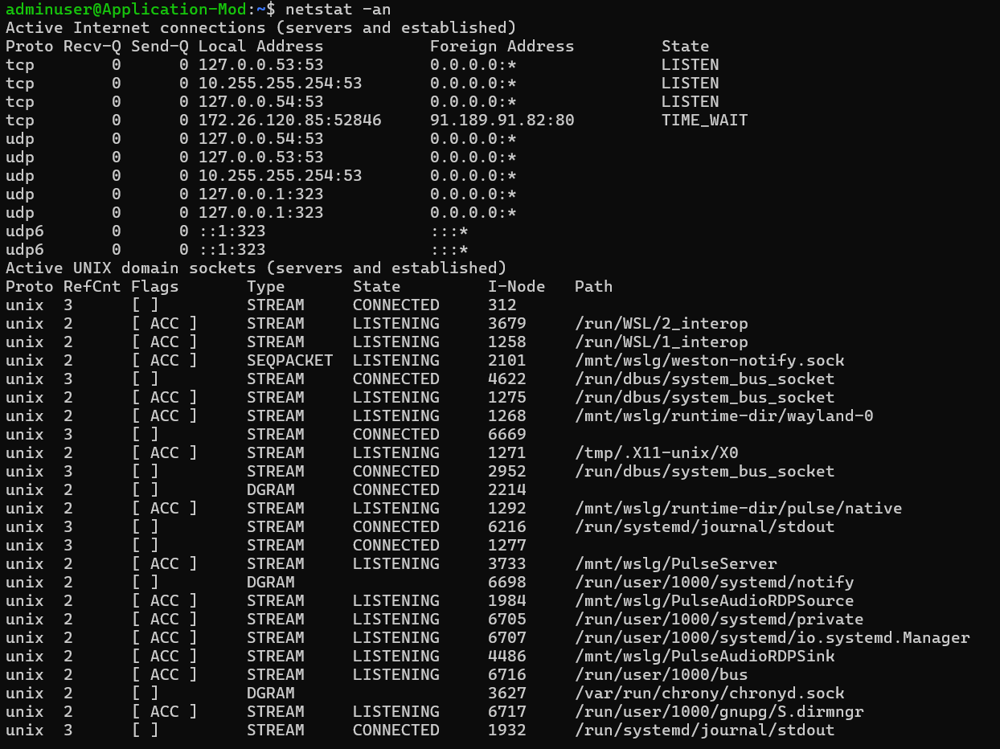 adminuser@Application-Mod:~$ netstat -an
Active Internet connections (servers and established)
Proto Recv-Q Send-Q Local Address           Foreign Address         State
tcp        0      0 127.0.0.53:53           0.0.0.0:*               LISTEN
tcp        0      0 10.255.255.254:53       0.0.0.0:*               LISTEN
tcp        0      0 127.0.0.54:53           0.0.0.0:*               LISTEN
tcp        0      0 172.26.120.85:52846     91.189.91.82:80         TIME_WAIT
udp        0      0 127.0.0.54:53           0.0.0.0:*
udp        0      0 127.0.0.53:53           0.0.0.0:*
udp        0      0 10.255.255.254:53       0.0.0.0:*
udp        0      0 127.0.0.1:323           0.0.0.0:*
udp        0      0 127.0.0.1:323           0.0.0.0:*
udp6       0      0 ::1:323                 :::*
udp6       0      0 ::1:323                 :::*
Active UNIX domain sockets (servers and established)
Proto RefCnt Flags       Type       State         I-Node   Path
unix  3      [ ]         STREAM     CONNECTED     312
unix  2      [ ACC ]     STREAM     LISTENING     3679     /run/WSL/2_interop
unix  2      [ ACC ]     STREAM     LISTENING     1258     /run/WSL/1_interop
unix  2      [ ACC ]     SEQPACKET  LISTENING     2101     /mnt/wslg/weston-notify.sock
unix  3      [ ]         STREAM     CONNECTED     4622     /run/dbus/system_bus_socket
unix  2      [ ACC ]     STREAM     LISTENING     1275     /run/dbus/system_bus_socket
unix  2      [ ACC ]     STREAM     LISTENING     1268     /mnt/wslg/runtime-dir/wayland-0
unix  3      [ ]         STREAM     CONNECTED     6669
unix  2      [ ACC ]     STREAM     LISTENING     1271     /tmp/.X11-unix/X0
unix  3      [ ]         STREAM     CONNECTED     2952     /run/dbus/system_bus_socket
unix  2      [ ]         DGRAM      CONNECTED     2214
unix  2      [ ACC ]     STREAM     LISTENING     1292     /mnt/wslg/runtime-dir/pulse/native
unix  3      [ ]         STREAM     CONNECTED     6216     /run/systemd/journal/stdout
unix  3      [ ]         STREAM     CONNECTED     1277
unix  2      [ ACC ]     STREAM     LISTENING     3733     /mnt/wslg/PulseServer
unix  2      [ ]         DGRAM                    6698     /run/user/1000/systemd/notify
unix  2      [ ACC ]     STREAM     LISTENING     1984     /mnt/wslg/PulseAudioRDPSource
unix  2      [ ACC ]     STREAM     LISTENING     6705     /run/user/1000/systemd/private
unix  2      [ ACC ]     STREAM     LISTENING     6707     /run/user/1000/systemd/io.systemd.Manager
unix  2      [ ACC ]     STREAM     LISTENING     4486     /mnt/wslg/PulseAudioRDPSink
unix  2      [ ACC ]     STREAM     LISTENING     6716     /run/user/1000/bus
unix  2      [ ]         DGRAM                    3627     /var/run/chrony/chronyd.sock
unix  2      [ ACC ]     STREAM     LISTENING     6717     /run/user/1000/gnupg/S.dirmngr
unix  3      [ ]         STREAM     CONNECTED     1932     /run/systemd/journal/stdout